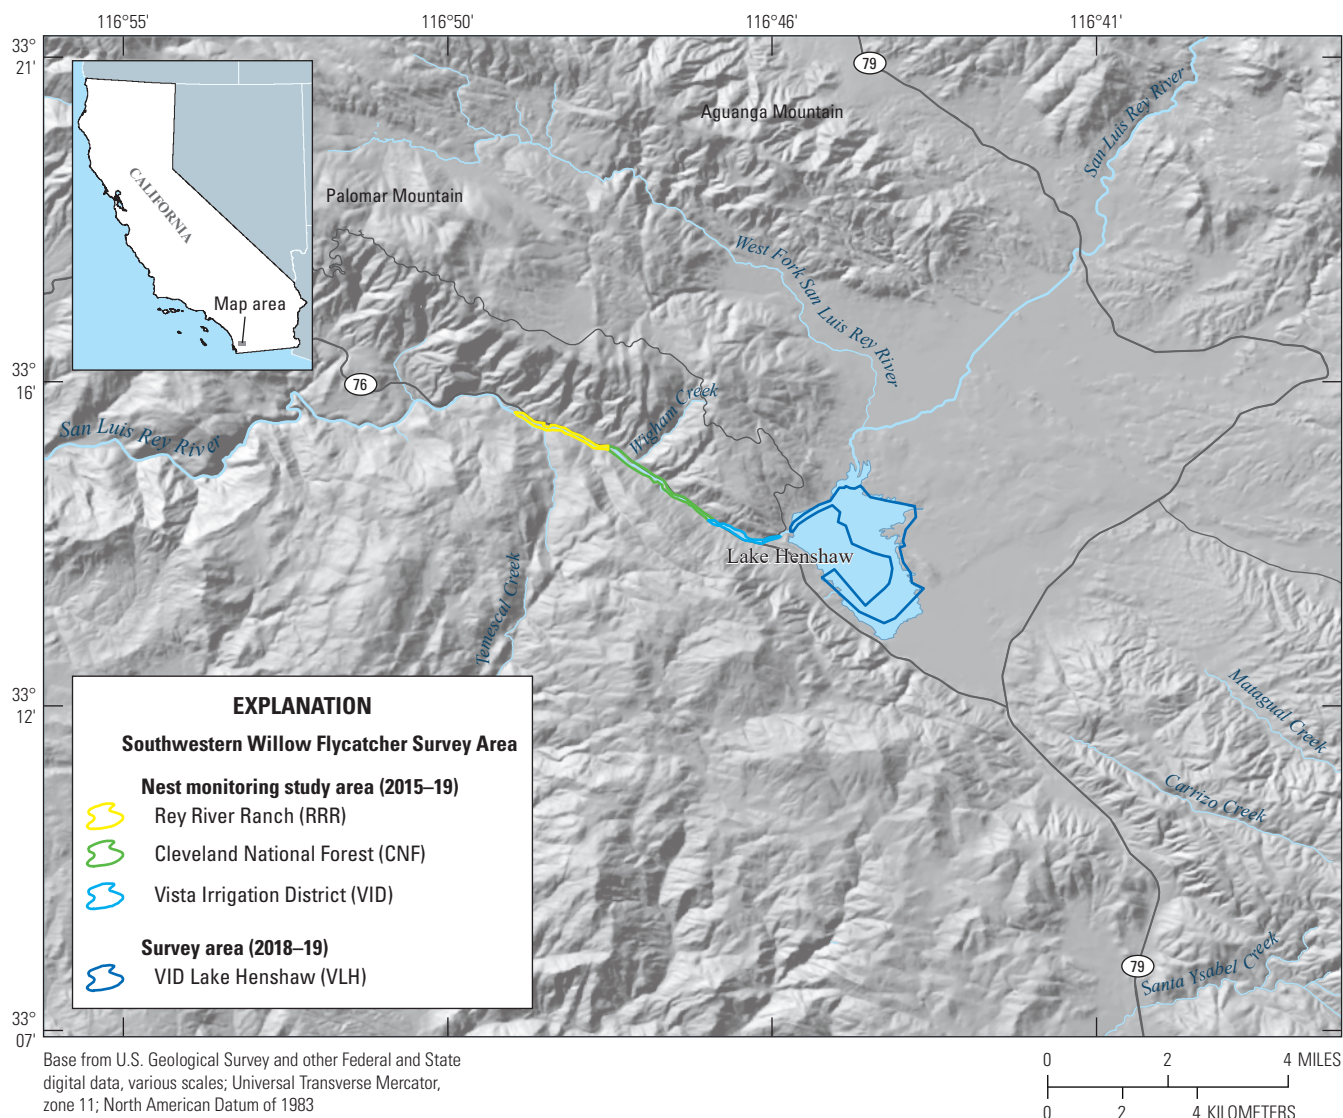 116°55'
116°50'
116°46'
116°41'
33°
21'
79
San Luis Rey River
Aguanga Mountain
CALIFORNIA
Palomar Mountain
West Fork San Luis Rey River
Map area
33°
16'
76
Wigham Creek
San Luis Rey River
Lake Henshaw
Temescal Creek
33°
12'
Matagual Creek
Carrizo Creek
EXPLANATION
Southwestern Willow Flycatcher Survey Area
Nest monitoring study area (2015–19)
Rey River Ranch (RRR)
Cleveland National Forest (CNF)
Vista Irrigation District (VID)
Survey area (2018–19)
VID Lake Henshaw (VLH)
79
Santa Ysabel Creek
33°
07'
Base from U.S. Geological Survey and other Federal and State
digital data, various scales; Universal Transverse Mercator,
zone 11; North American Datum of 1983
0 2 4 MILES
0 2 4 KILOMETERS